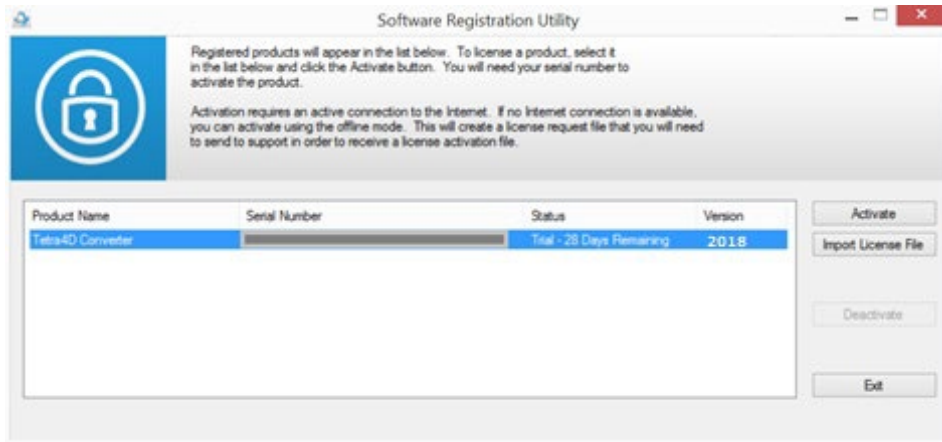 Software Registration Utility
Registered products will appear in the list below. To license a product, select it
in the list below and click the Activate button. You will need your serial number to
activate the product.
Activation requires an active connection to the Internet. If no Internet connection is available,
you can activate using the offline mode. This will create a license request file that you will need
to send to support in order to receive a license activation file.
Product Name Serial Number Status Version
Tetra4D Converter Trial - 28 Days Remaining 2018
Activate
Import License File
Deactivate
Exit